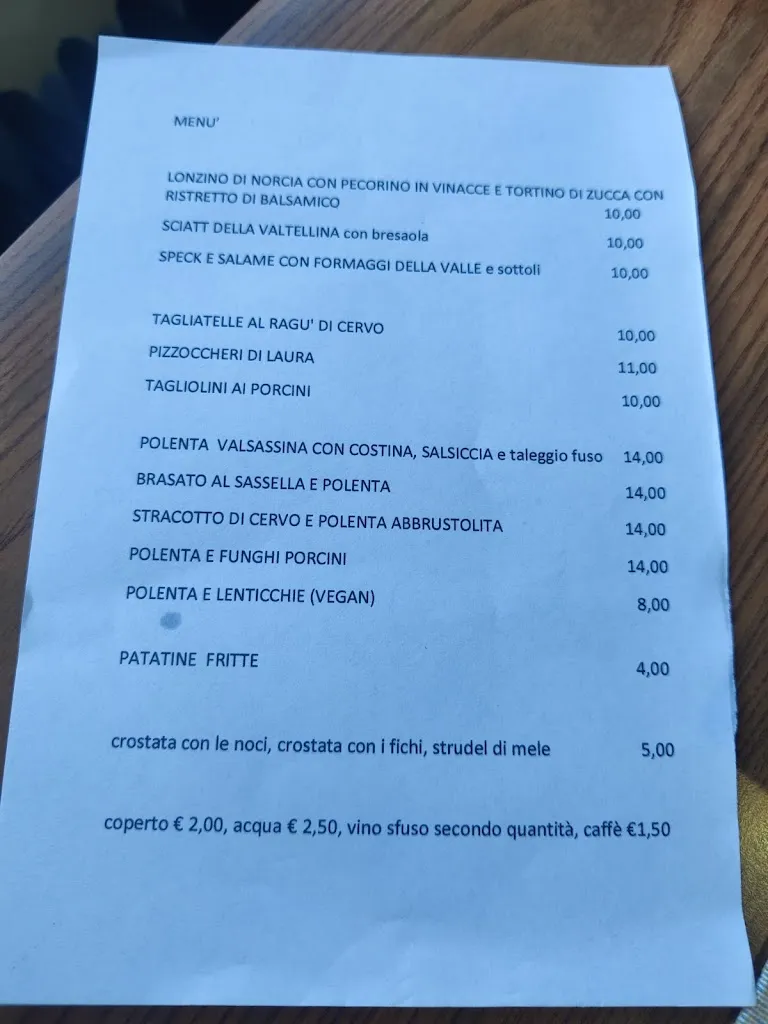 MENU'
LONZINO DI NORCIA CON PECORINO IN VINACCE E TORTINO DI ZUCCA CON
RISTRETTO DI BALSAMICO 10,00
SCIATT DELLA VALTELLINA con bresaola 10,00
SPECK E SALAME CON FORMAGGI DELLA VALLE e sottoli 10,00
TAGLIATELLE AL RAGU' DI CERVO 10,00
PIZZOCCHERI DI LAURA 11,00
TAGLIOLINI AI PORCINI 10,00
POLENTA VALSASSINA CON COSTINA, SALSICCIA e taleggio fuso 14,00
BRASATO AL SASSELLA E POLENTA 14,00
STRACOTTO DI CERVO E POLENTA ABBRUSTOLITA 14,00
POLENTA E FUNGHI PORCINI 14,00
POLENTA E LENTICCHIE (VEGAN) 8,00
PATATINE FRITTE 4,00
crostata con le noci, crostata con i fichi, strudel di mele 5,00
coperto € 2,00, acqua € 2,50, vino sfuso secondo quantità, caffè €1,50